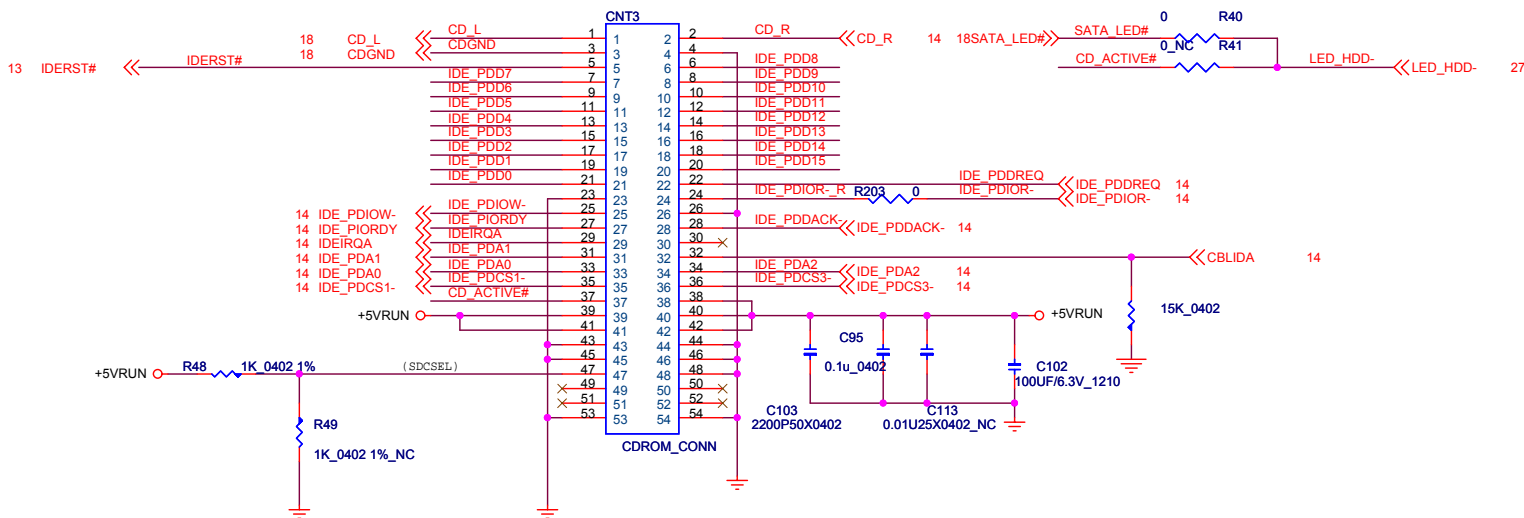 CNT3
18 CD_L CD_L 1 1 2 2 CD_R CD_R 14
18 CDGND CDGND 3 3 4 4
13 IDERST# IDERST# 5 5 6 6 IDE_PDD8
IDE_PDD7 7 7 8 8 IDE_PDD9
IDE_PDD6 9 9 10 10 IDE_PDD10
IDE_PDD5 11 11 12 12 IDE_PDD11
IDE_PDD4 13 13 14 14 IDE_PDD12
IDE_PDD3 15 15 16 16 IDE_PDD13
IDE_PDD2 17 17 18 18 IDE_PDD14
IDE_PDD1 19 19 20 20 IDE_PDD15
IDE_PDD0 21 21 22 22 IDE_PDDREQ IDE_PDDREQ 14
23 23 24 24 IDE_PDIOR-_R R203 0 IDE_PDIOR- IDE_PDIOR- 14
14 IDE_PDIOW- IDE_PDIOW- 25 25 26 26
14 IDE_PIORDY IDE_PIORDY 27 27 28 28 IDE_PDDACK- IDE_PDDACK- 14
14 IDEIRQA IDEIRQA 29 29 30 30
14 IDE_PDA1 IDE_PDA1 31 31 32 32 CBLIDA 14
14 IDE_PDA0 IDE_PDA0 33 33 34 34 IDE_PDA2 IDE_PDA2 14
14 IDE_PDCS1- IDE_PDCS1- 35 35 36 36 IDE_PDCS3- IDE_PDCS3- 14
CD_ACTIVE# 37 37 38 38
+5VRUN 39 39 40 40 +5VRUN
41 41 42 42
43 43 44 44
45 45 46 46
+5VRUN R48 1K_0402 1% (SDCSEL) 47 47 48 48
49 49 50 50
51 51 52 52
53 53 54 54
CDROM_CONN
R49
1K_0402 1%_NC
18 SATA_LED# SATA_LED# 0 R40
0_NC R41
CD_ACTIVE# LED_HDD- LED_HDD- 27
15K_0402
C95
0.1u_0402
C102
100UF/6.3V_1210
C103
2200P50X0402
C113
0.01U25X0402_NC